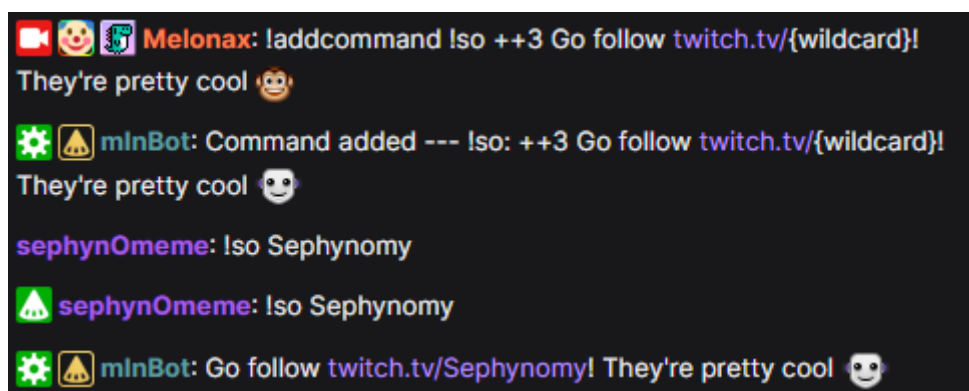 Melonax: !addcommand !so ++3 Go follow twitch.tv/{wildcard}!
They're pretty cool 🐵
mlnBot: Command added --- !so: ++3 Go follow twitch.tv/{wildcard}!
They're pretty cool
sephynOmeme: !so Sephynomy
sephynOmeme: !so Sephynomy
mlnBot: Go follow twitch.tv/Sephynomy! They're pretty cool